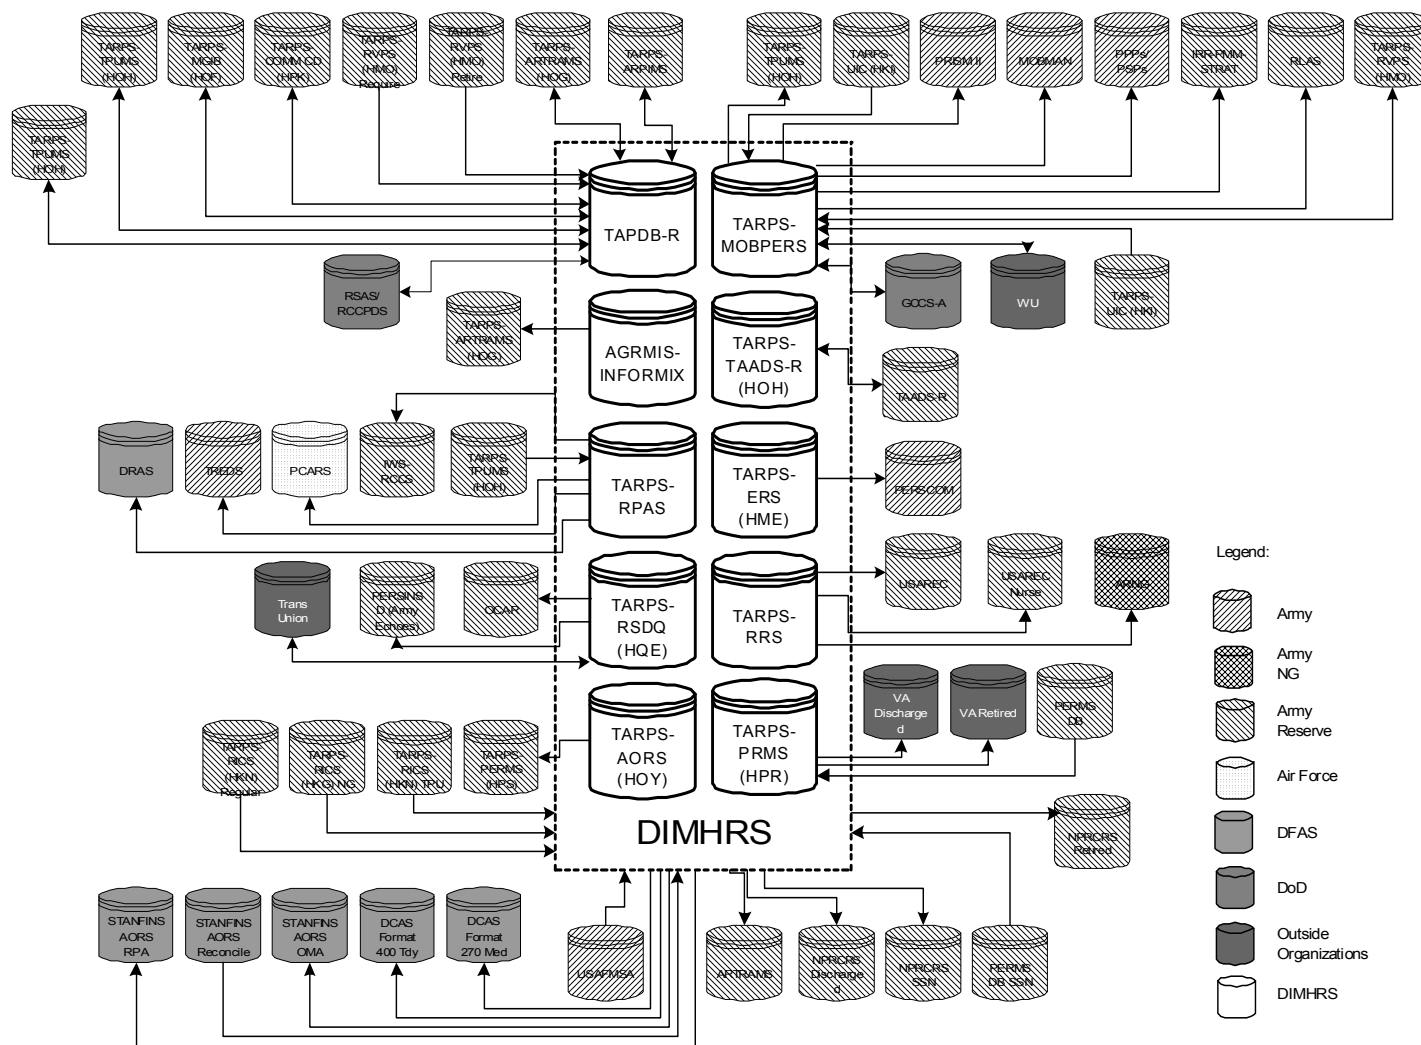 TARPS-
TPUMS
(HOH)
TARPS-
MGIB
(HOF)
TARPS-
COMM CD
(HPK)
TARPS-
RVPS
(HMO)
Require
TARPS-
RVPS
(HMO)
Retire
TARPS-
ARTRAMS
(HOG)
TARPS-
ARPIMS
TARPS-
TPUMS
(HOH)
TARPS-
UIC (HKI)
PRISM II
MOBMAN
PPPs/
PSPs
IRR-PMM-
STRAT
RLAS
TARPS-
RVPS
(HMO)
TARPS-
TPUMS
(HOH)
TAPDB-R
TARPS-
MOBPERS
RSAS/
RCCPDS
TARPS-
ARTRAMS
(HOG)
GCCS-A
WU
TARPS-
UIC (HKI)
AGRMIS-
INFORMIX
TARPS-
TAADS-R
(HOH)
TAADS-R
DRAS
TREDS
PCARS
IWS-
RCCS
TARPS-
TPUMS
(HOH)
TARPS-
RPAS
TARPS-
ERS
(HME)
PERSCOM
Trans
Union
PERSINS
D (Army
Echoes)
OCAR
TARPS-
RSDQ
(HQE)
TARPS-
RRS
USAREC
USAREC
Nurse
ARNG
TARPS-
RICS
(HKN)
Regular
TARPS-
RICS
(HKG) NG
TARPS-
RICS
(HKN) TPU
TARPS-
PERMS
(HPS)
TARPS-
AORS
(HOY)
TARPS-
PRMS
(HPR)
VA
Discharge
d
VA Retired
PERMS
DB
DIMHRS
NPRCRS
Retired
STANFINS
AORS
RPA
STANFINS
AORS
Reconcile
STANFINS
AORS
OMA
DCAS
Format
400 Tdy
DCAS
Format
270 Med
USAFMSA
ARTRAMS
NPRCRS
Discharge
d
NPRCRS
SSN
PERMS
DB SSN
Legend:
Army
Army
NG
Army
Reserve
Air Force
DFAS
DoD
Outside
Organizations
DIMHRS